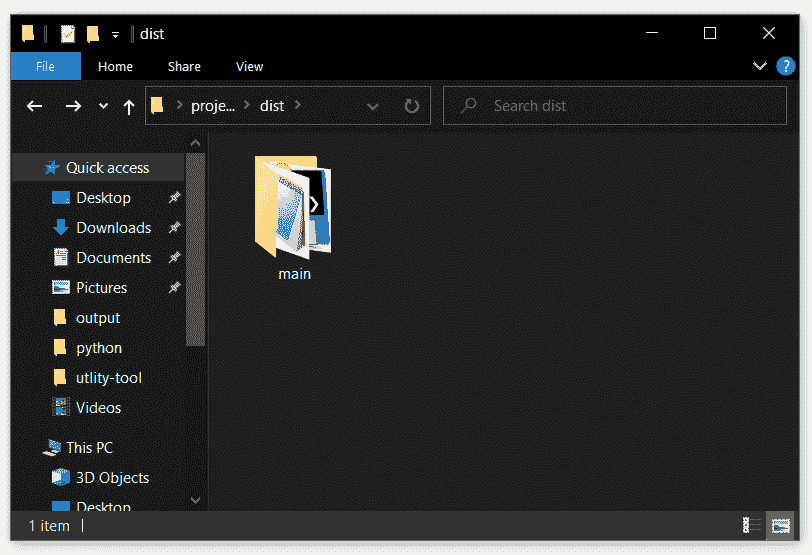 dist
File Home Share View
proje... dist Search dist
Quick access
Desktop
Downloads
Documents
Pictures
output
python
utlity-tool
Videos
This PC
3D Objects
Desktop
main
1 item